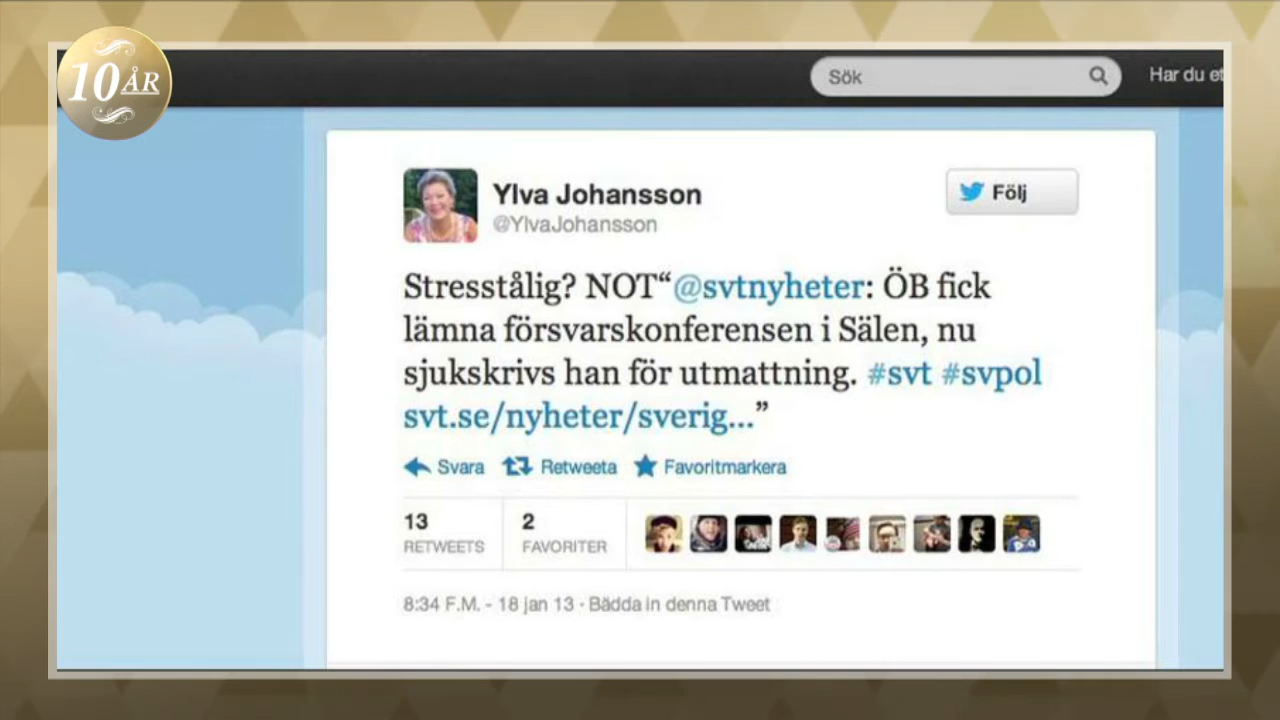 10 ÅR
Sök
Har du et
Ylva Johansson
@YlvaJohansson
Följ
Stresstålig? NOT“@svtnyheter: ÖB fick
lämna försvarskonferensen i Sälen, nu
sjukskrivs han för utmattning. #svt #svpol
svt.se/nyheter/sverig...”
Svara Retweeta Favoritmarkera
13 2
RETWEETS FAVORITER
8:34 F.M. - 18 jan 13 · Bädda in denna Tweet